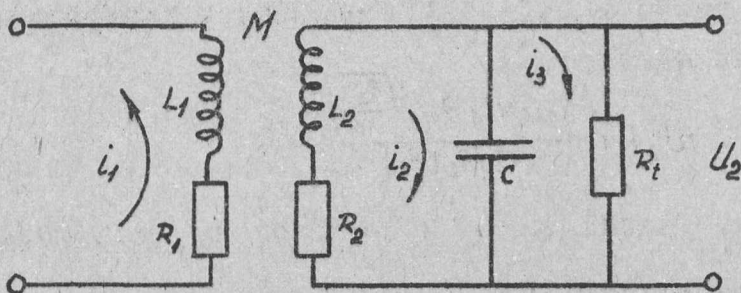 M
i₃
L₁
L₂
i₁
i₂
C
Rₜ
U₂
R₁
R₂